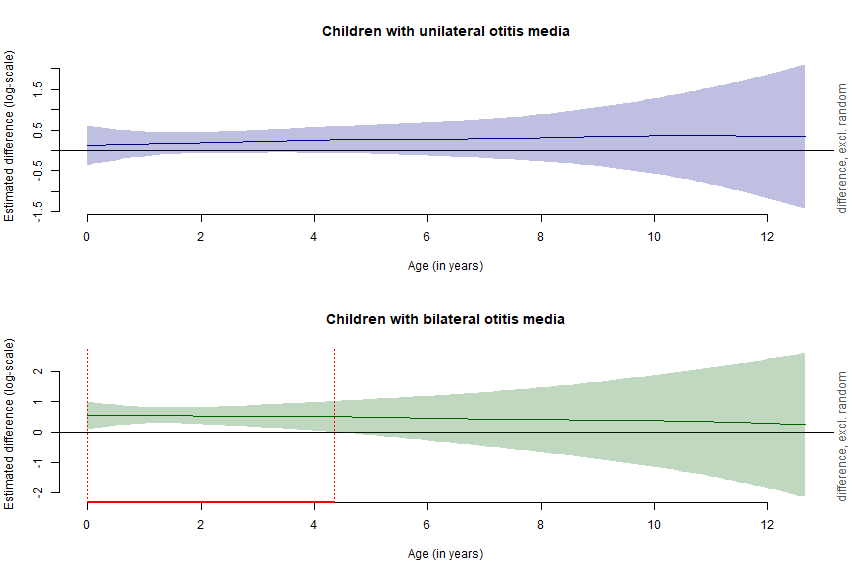 Children with unilateral otitis media
Estimated difference (log-scale)
1.5
0.5
-0.5
-1.5
difference, excl. random
0 2 4 6 8 10 12
Age (in years)
Children with bilateral otitis media
Estimated difference (log-scale)
2
1
0
-1
-2
difference, excl. random
0 2 4 6 8 10 12
Age (in years)